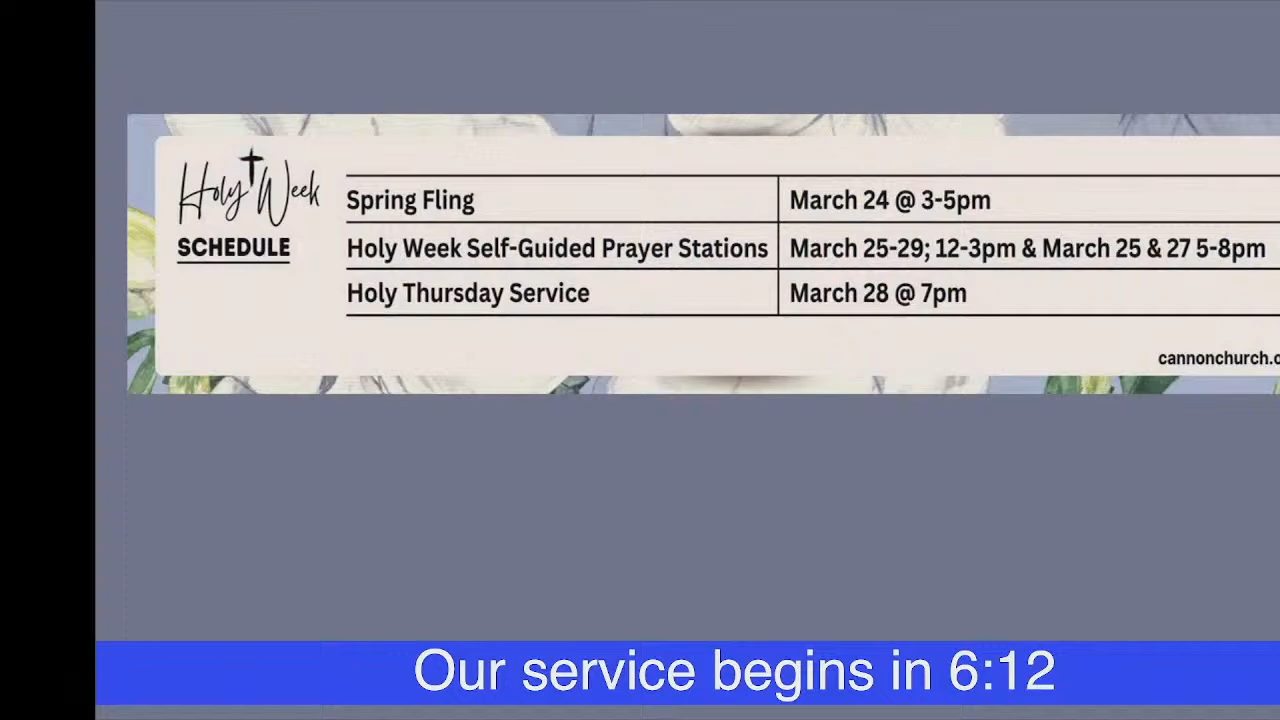 Holy Week
SCHEDULE
Spring Fling
March 24 @ 3-5pm
Holy Week Self-Guided Prayer Stations
March 25-29; 12-3pm & March 25 & 27 5-8pm
Holy Thursday Service
March 28 @ 7pm
cannonchurch.o
Our service begins in 6:12